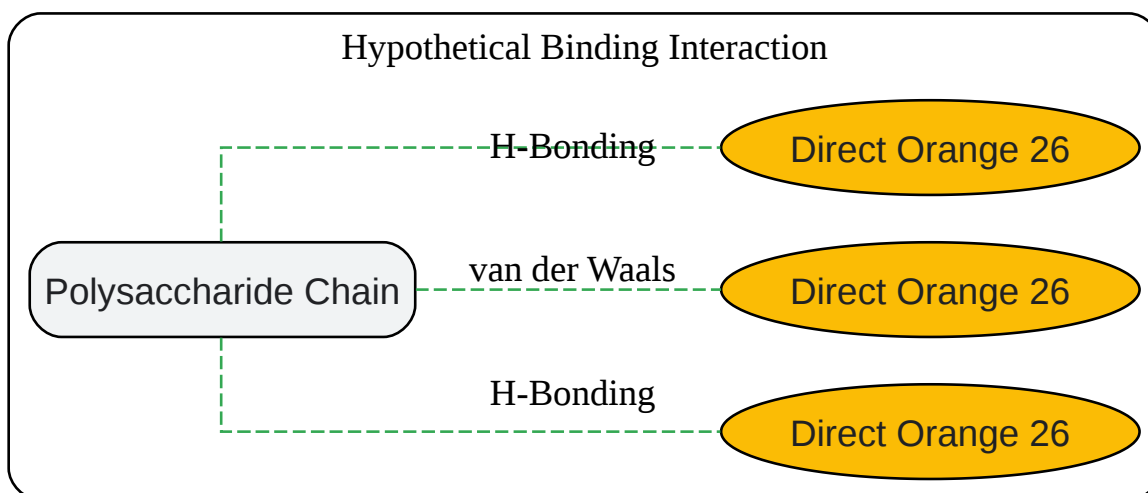 Hypothetical Binding Interaction
H-Bonding
Direct Orange 26
Polysaccharide Chain
van der Waals
Direct Orange 26
H-Bonding
Direct Orange 26